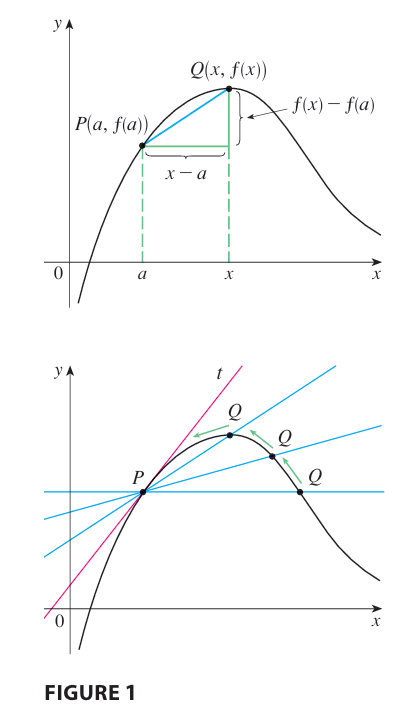 y
Q(x, f(x))
f(x) − f(a)
P(a, f(a))
x − a
0
a
x
x
y
t
Q
Q
P
Q
0
x
FIGURE 1